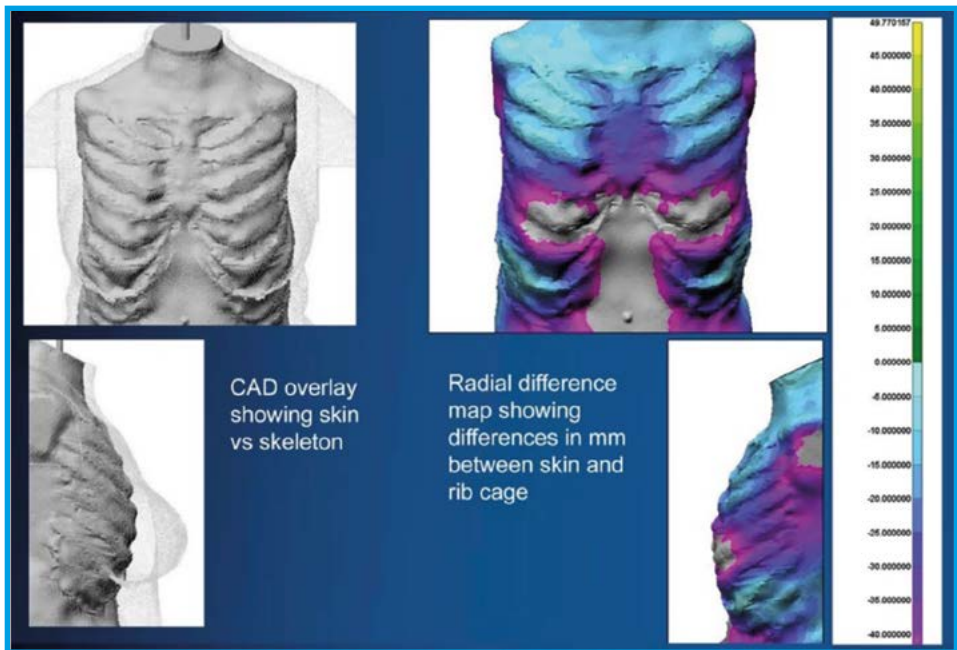 CAD overlay
showing skin
vs skeleton
Radial difference
map showing
differences in mm
between skin and
rib cage
49.770157
45.000000
40.000000
35.000000
30.000000
25.000000
20.000000
15.000000
10.000000
5.000000
0.000000
-5.000000
-10.000000
-15.000000
-20.000000
-25.000000
-30.000000
-35.000000
-40.000000